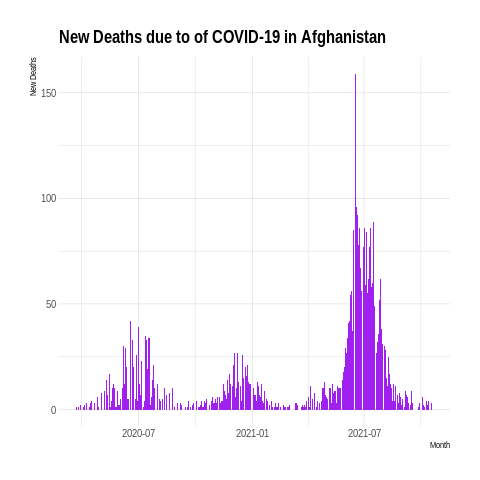 New Deaths due to of COVID-19 in Afghanistan
New Deaths
150
100
50
0
2020-07 2021-01 2021-07
Month